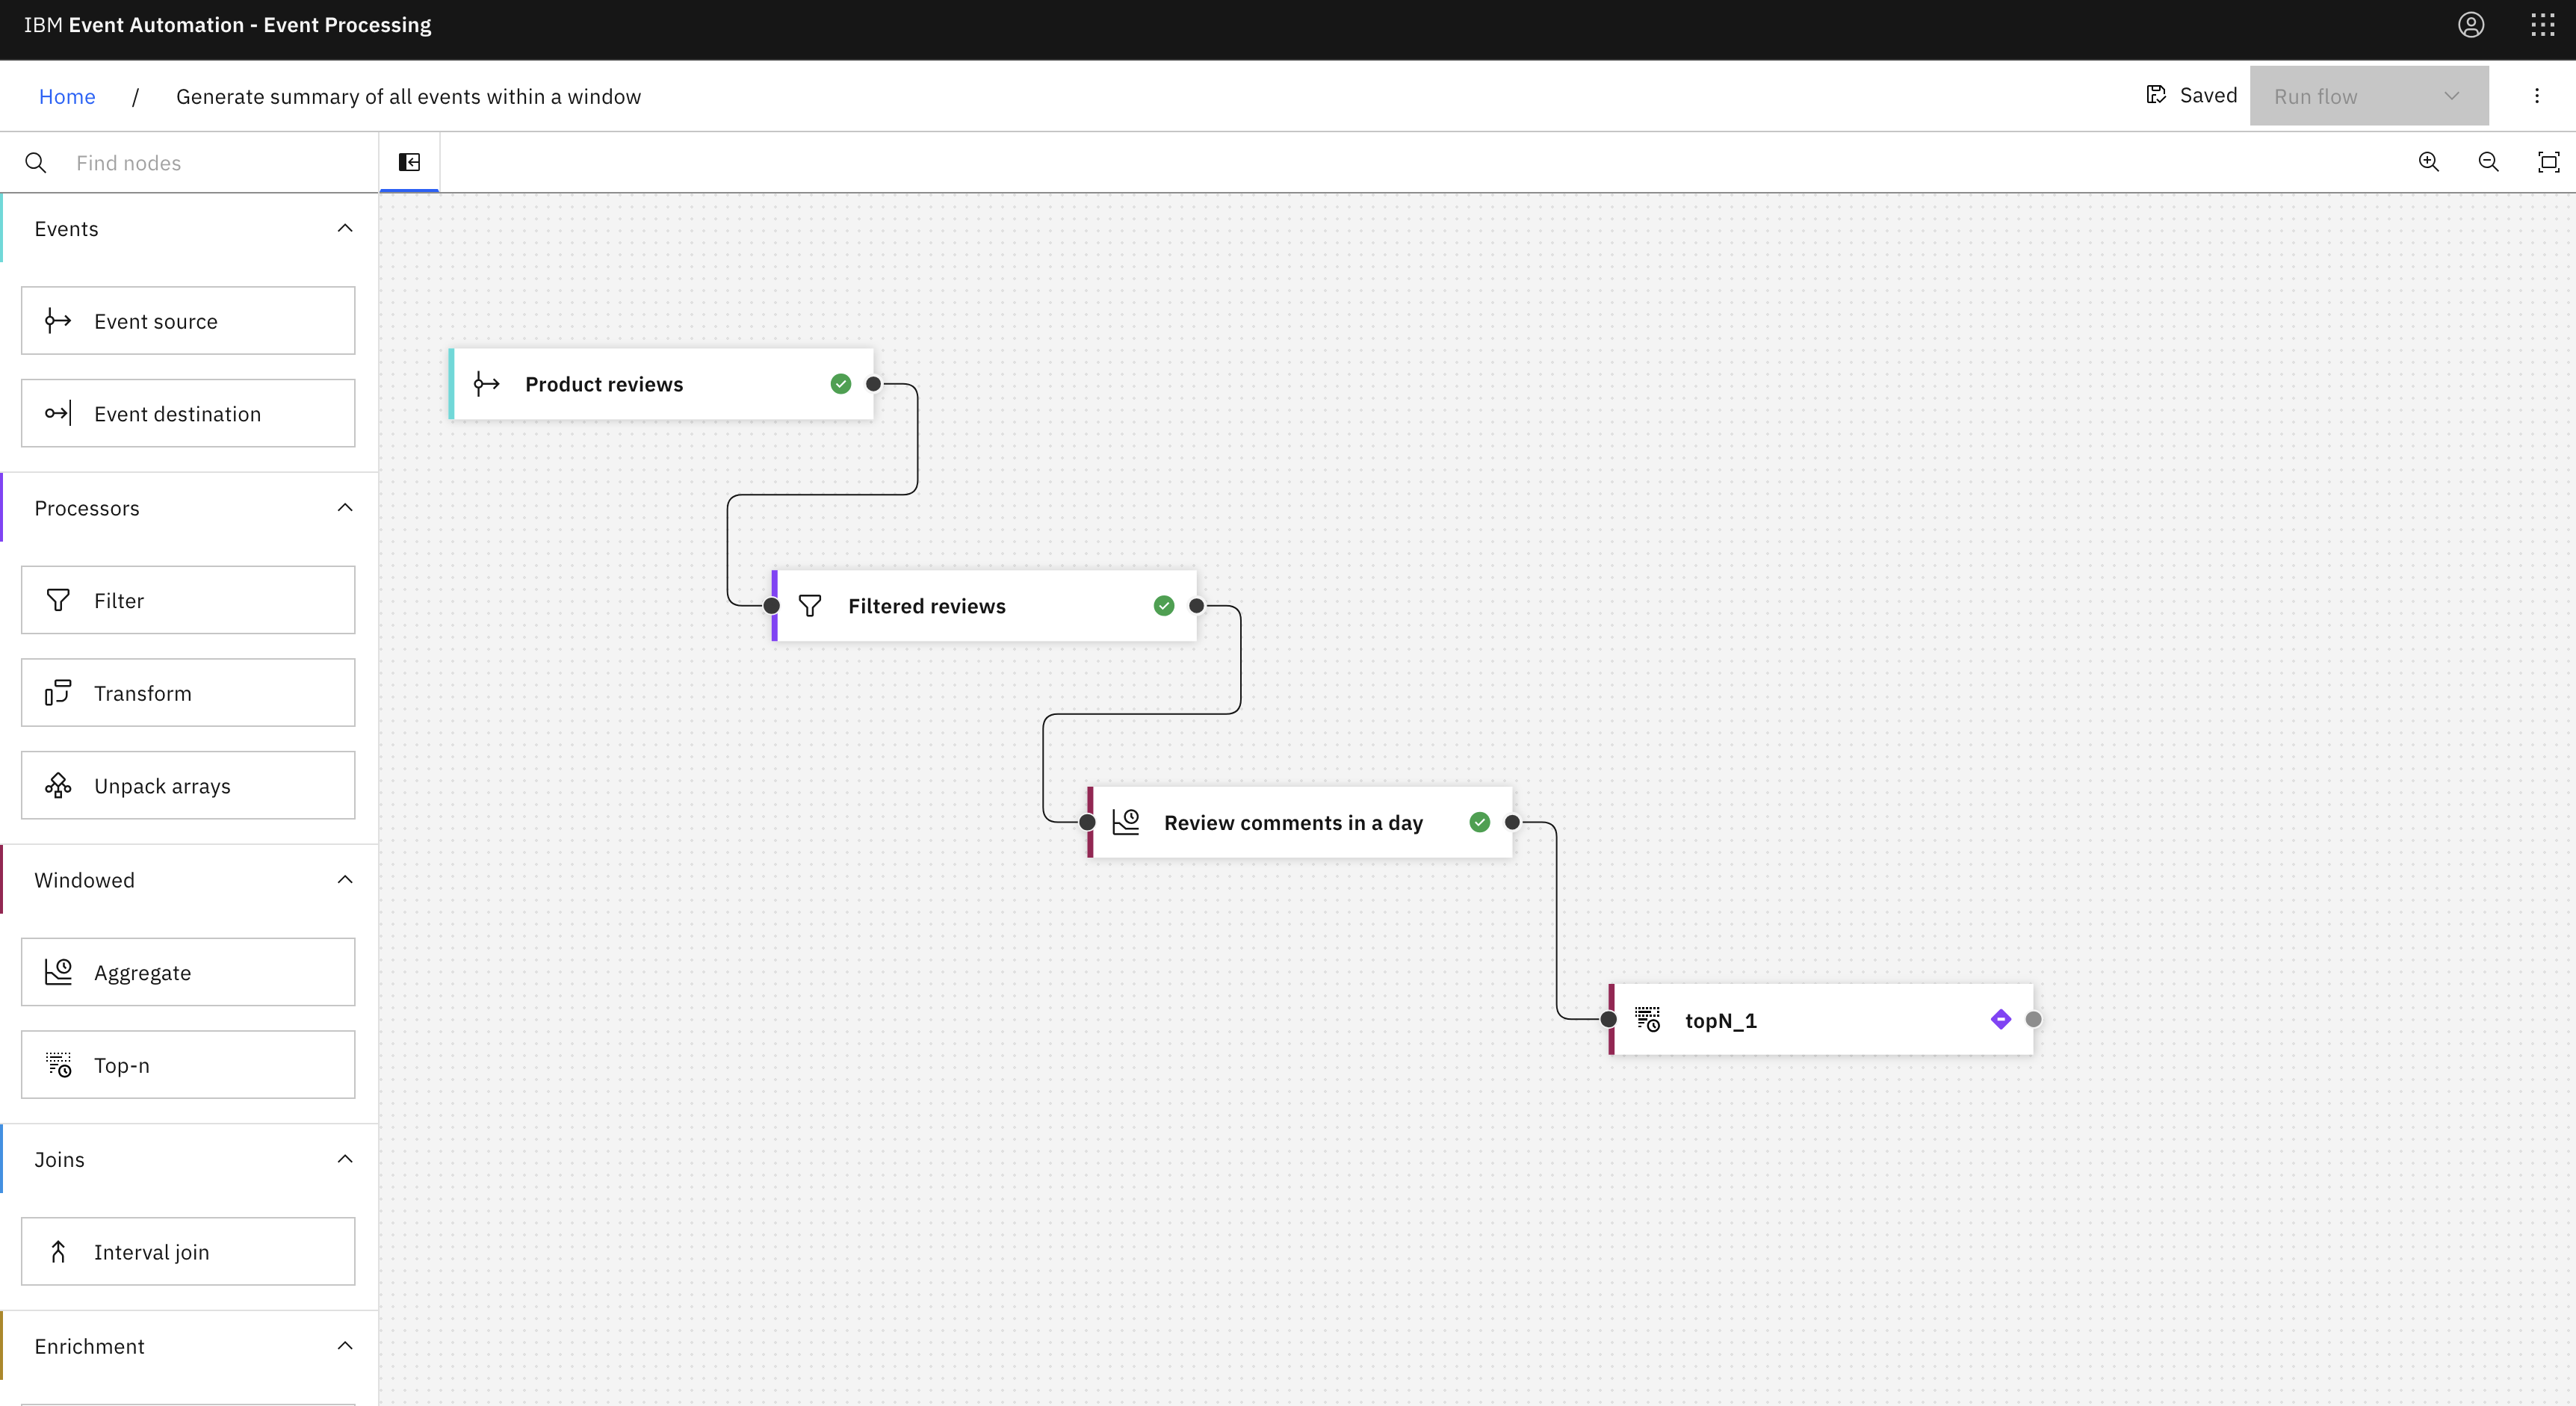 IBM Event Automation - Event Processing
Home / Generate summary of all events within a window
Saved
Run flow
Find nodes
Events
Event source
Event destination
Processors
Filter
Transform
Unpack arrays
Windowed
Aggregate
Top-n
Joins
Interval join
Enrichment
Product reviews
Filtered reviews
Review comments in a day
topN_1